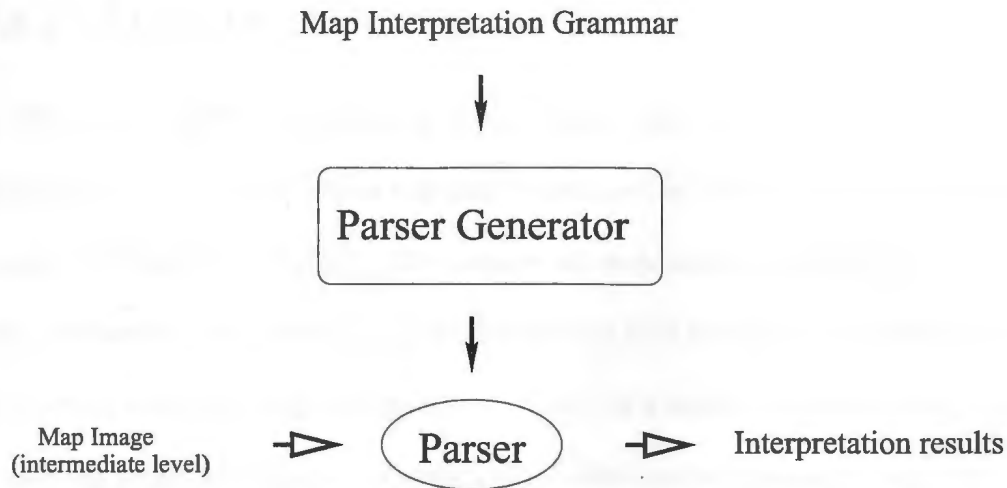 Map Interpretation Grammar
Parser Generator
Map Image
(intermediate level)
Parser
Interpretation results